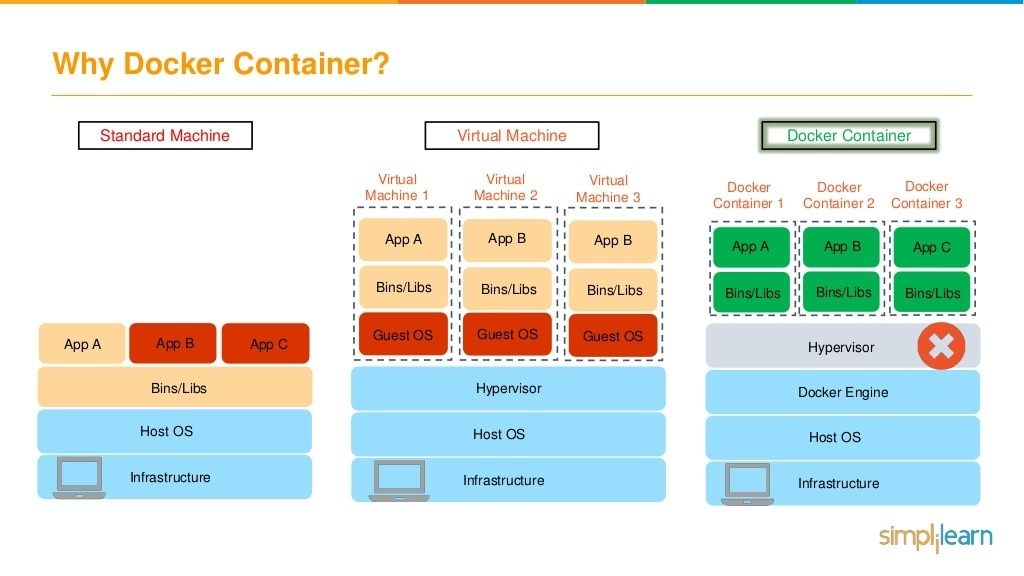 Why Docker Container?
Standard Machine
App A
App B
App C
Bins/Libs
Host OS
Infrastructure
Virtual Machine
Virtual
Machine 1
Virtual
Machine 2
Virtual
Machine 3
App A
App B
App B
Bins/Libs
Bins/Libs
Bins/Libs
Guest OS
Guest OS
Guest OS
Hypervisor
Host OS
Infrastructure
Docker Container
Docker
Container 1
Docker
Container 2
Docker
Container 3
App A
App B
App C
Bins/Libs
Bins/Libs
Bins/Libs
Hypervisor
Docker Engine
Host OS
Infrastructure
simplilearn